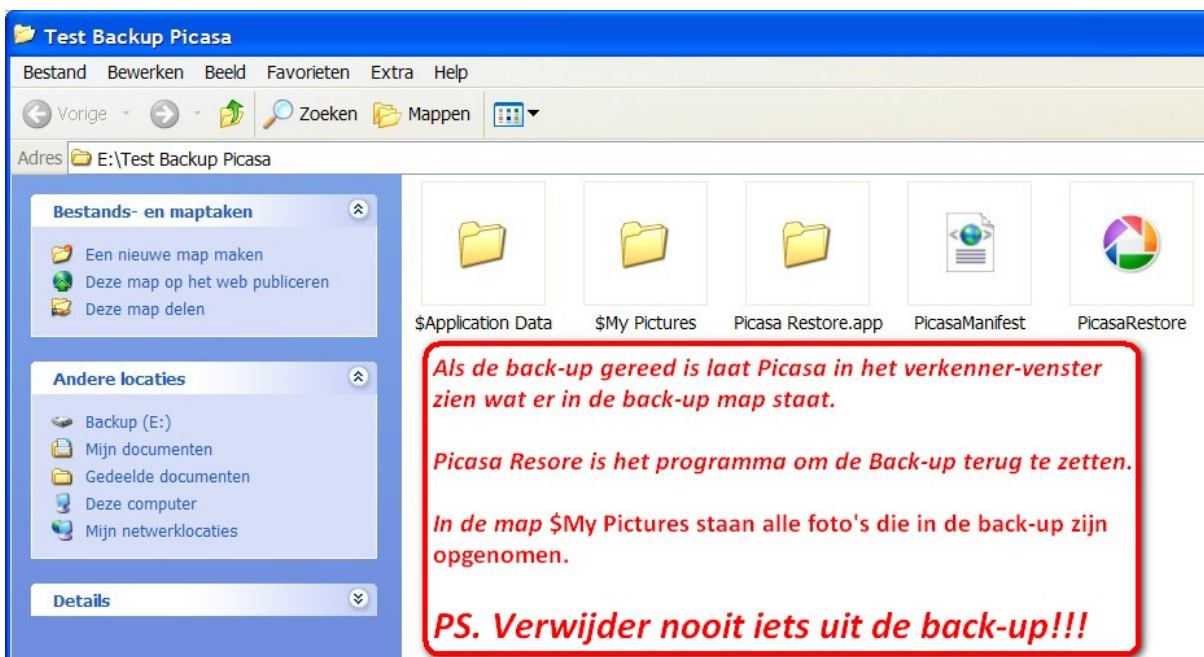 Test Backup Picasa
Bestand Bewerken Beeld Favorieten Extra Help
Vorige Zoeken Mappen
Adres E:\Test Backup Picasa
Bestands- en maptaken
Een nieuwe map maken
Deze map op het web publiceren
Deze map delen
Andere locaties
Backup (E:)
Mijn documenten
Gedeelde documenten
Deze computer
Mijn netwerklocaties
Details
$Application Data $My Pictures Picasa Restore.app PicasaManifest PicasaRestore
Als de back-up gereed is laat Picasa in het verkenner-venster
zien wat er in de back-up map staat.
Picasa Resore is het programma om de Back-up terug te zetten.
In de map $My Pictures staan alle foto's die in de back-up zijn
opgenomen.
PS. Verwijder nooit iets uit de back-up!!!